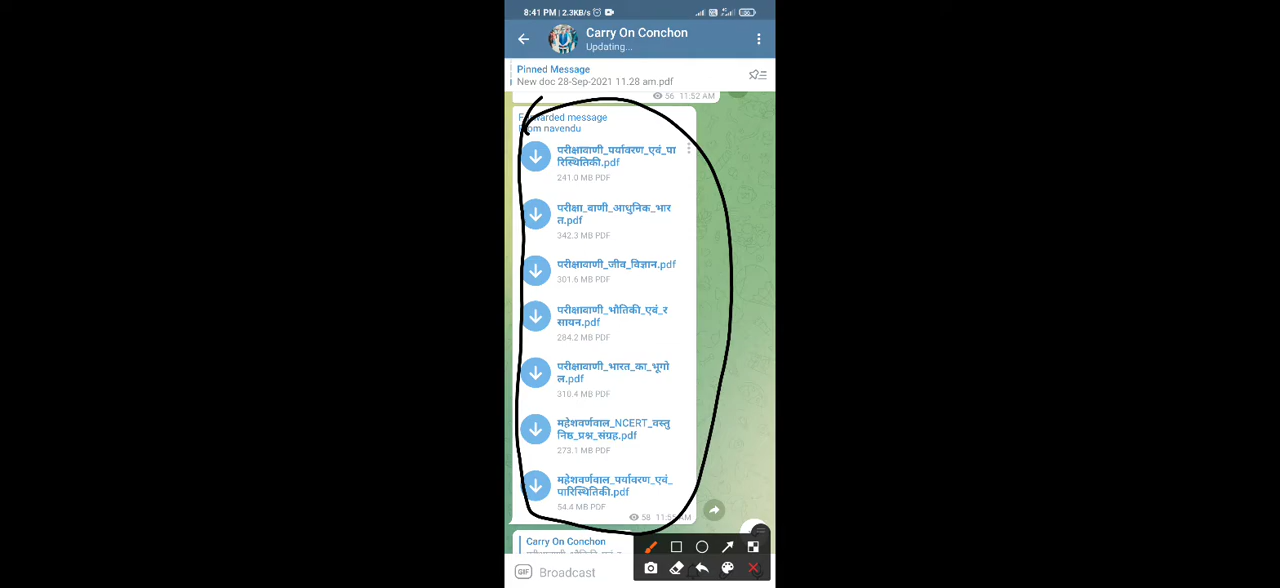 8:41 PM | 2.3KB/s
Carry On Conchon
Updating...
Pinned Message
New doc 28-Sep-2021 11.28 am.pdf
56 11:52 AM
Forwarded message
From navendu
परीक्षावाणी_पर्यावरण_एवं_पा
रिस्थितिकी.pdf
241.0 MB PDF
परीक्षा_वाणी_आधुनिक_भार
त.pdf
342.3 MB PDF
परीक्षावाणी_जीव_विज्ञान.pdf
301.6 MB PDF
परीक्षावाणी_भौतिकी_एवं_र
सायन.pdf
284.2 MB PDF
परीक्षावाणी_भारत_का_भूगो
ल.pdf
310.4 MB PDF
महेशवर्णवाल_NCERT_वस्तु
निष्ठ_प्रश्न_संग्रह.pdf
273.1 MB PDF
महेशवर्णवाल_पर्यावरण_एवं_
पारिस्थितिकी.pdf
54.4 MB PDF
58 11:55 AM
Carry On Conchon
GIF Broadcast